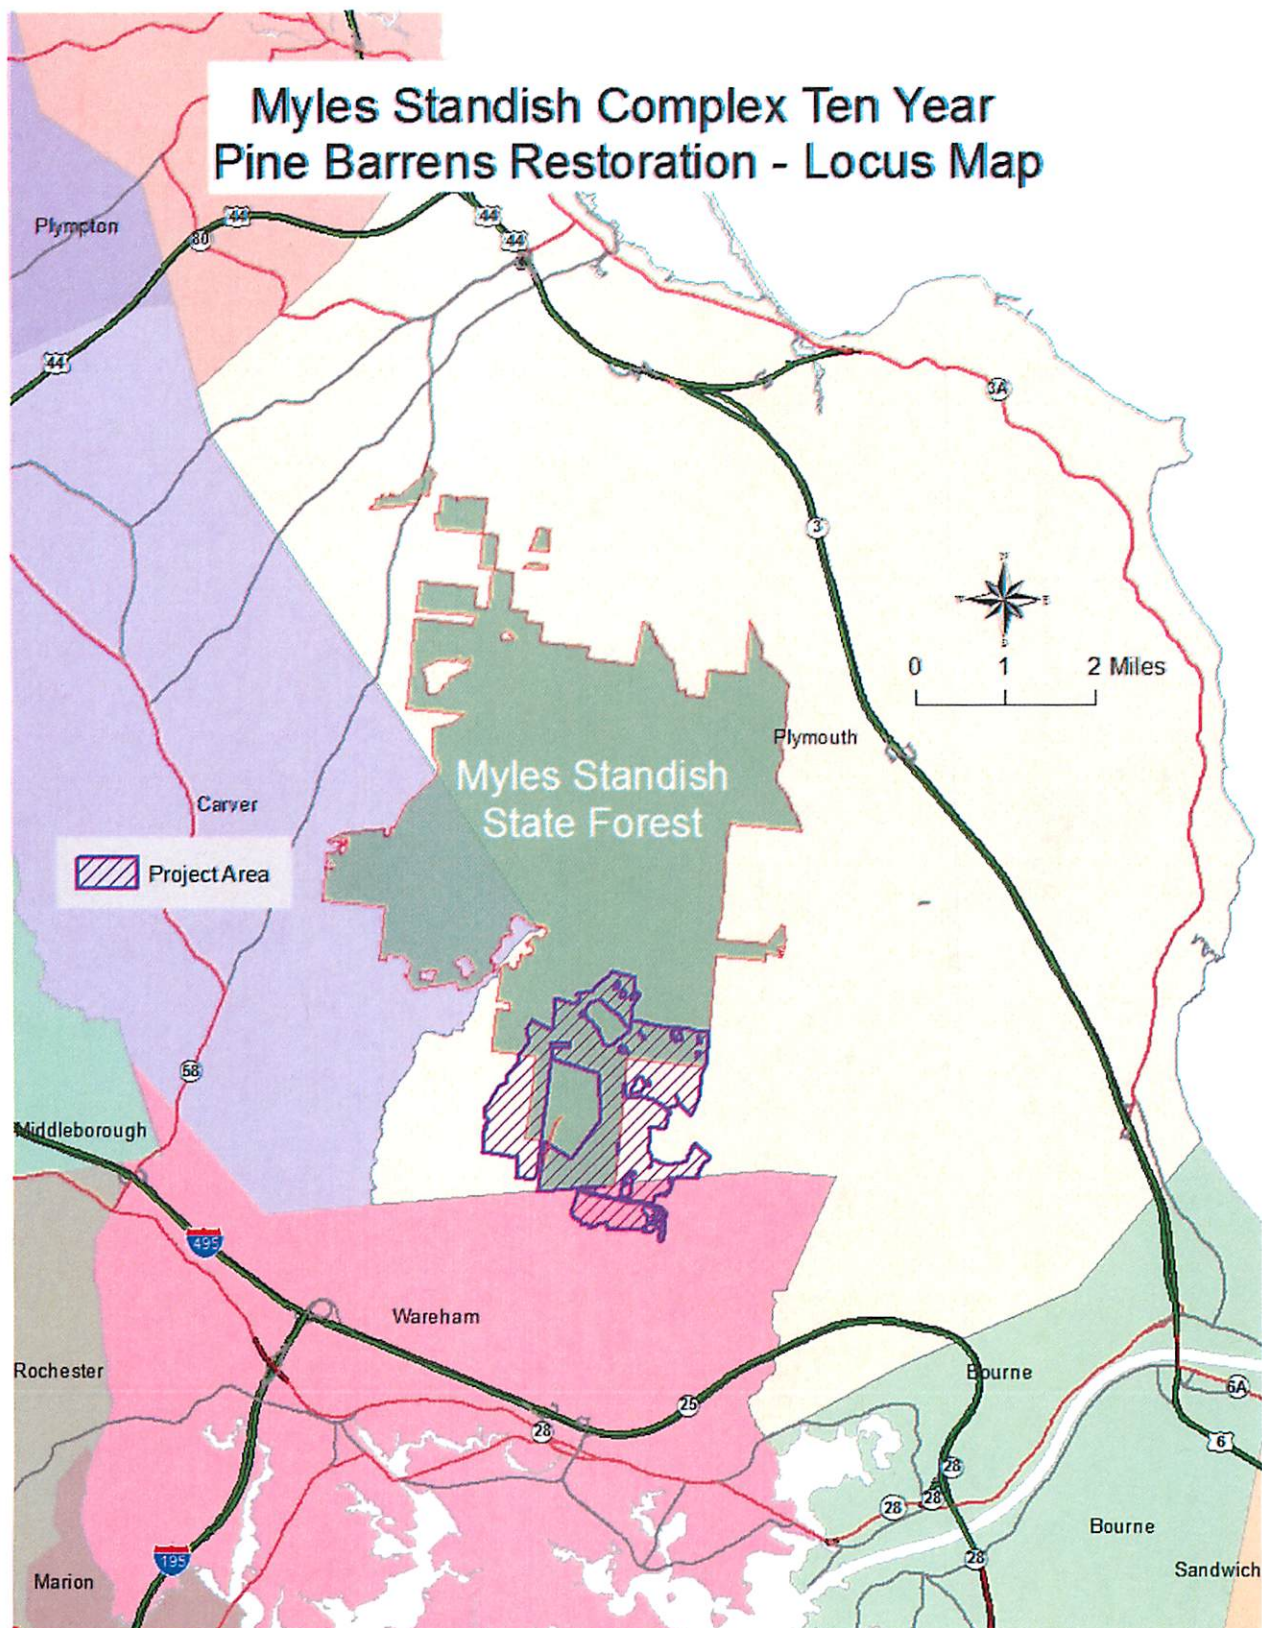 Myles Standish Complex Ten Year
Pine Barrens Restoration - Locus Map
Plympton
44
80
44
44
44
3A
3
N
W
E
S
0 1 2 Miles
Plymouth
Myles Standish
State Forest
Carver
Project Area
58
Middleborough
495
Wareham
Rochester
Bourne
6A
25
28
6
28
28
28
Bourne
28
195
Marion
Sandwich